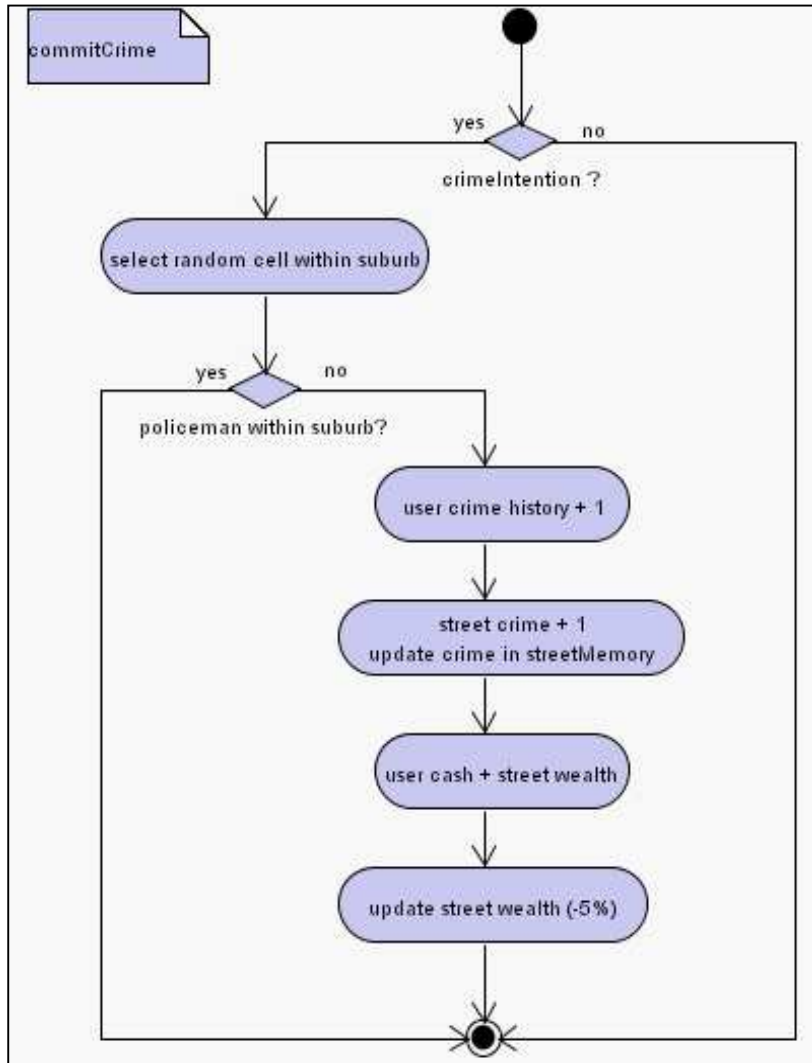 commitCrime
yes
no
crimeIntention ?
select random cell within suburb
yes
no
policeman within suburb?
user crime history + 1
street crime + 1
update crime in streetMemory
user cash + street wealth
update street wealth (-5%)